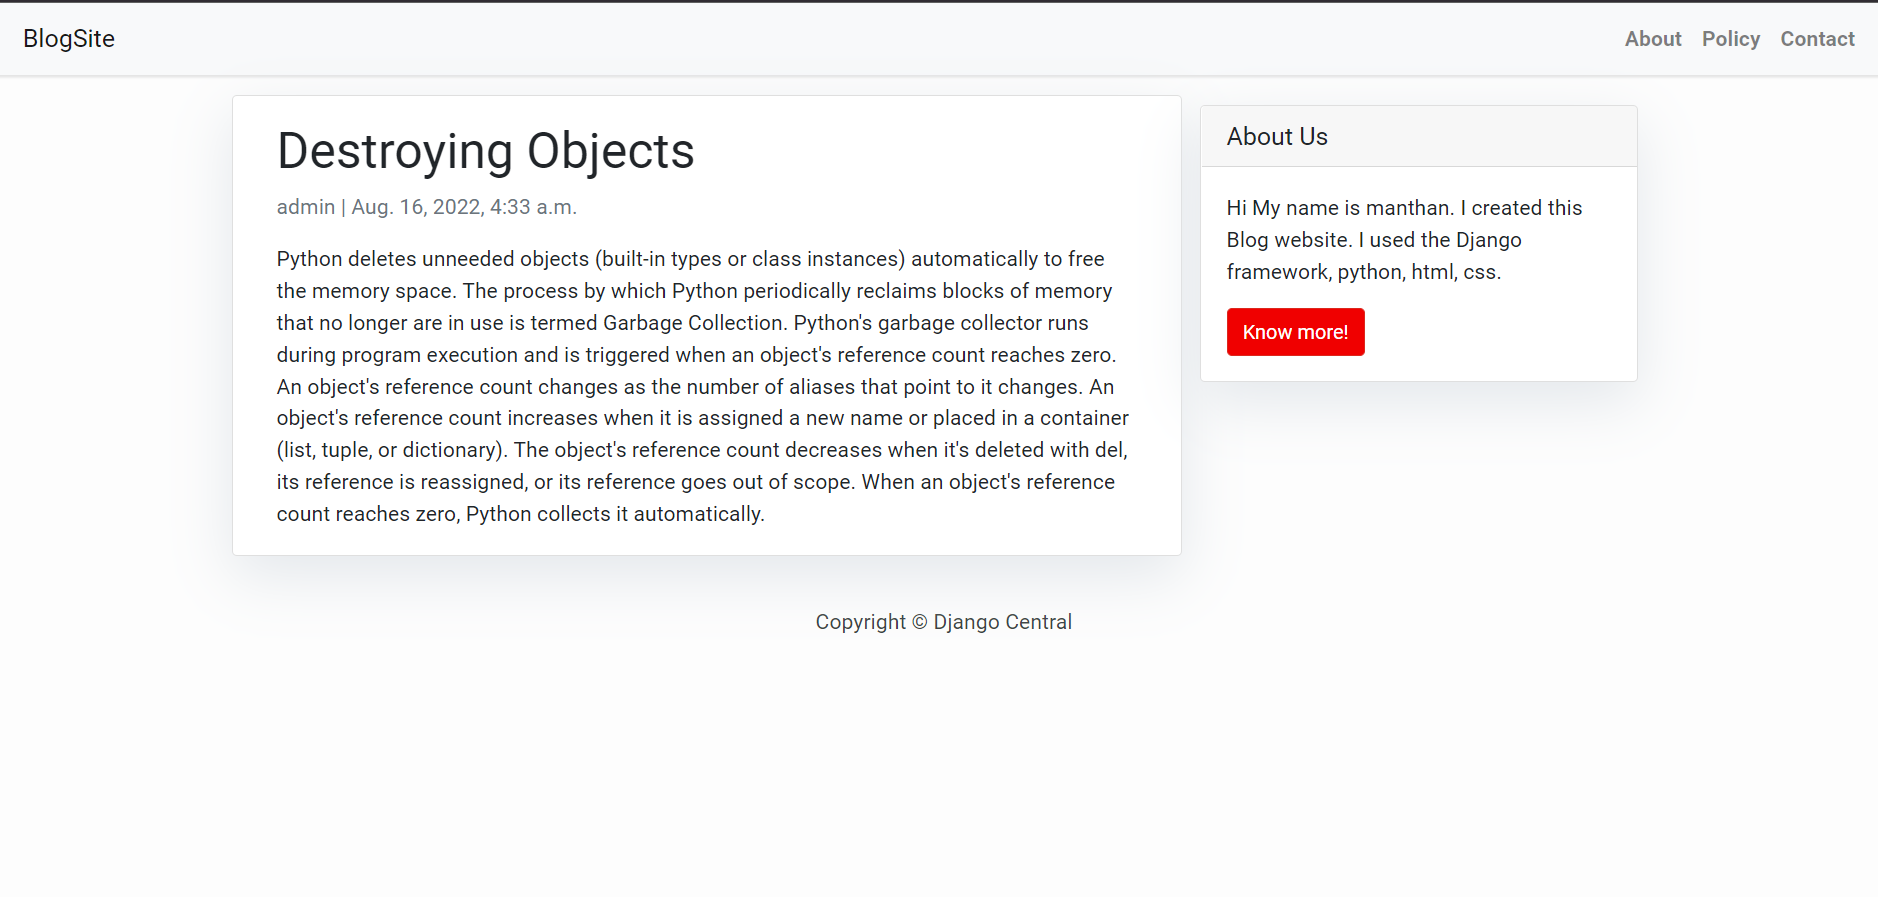 BlogSite
About Policy Contact
Destroying Objects
admin | Aug. 16, 2022, 4:33 a.m.
Python deletes unneeded objects (built-in types or class instances) automatically to free
the memory space. The process by which Python periodically reclaims blocks of memory
that no longer are in use is termed Garbage Collection. Python's garbage collector runs
during program execution and is triggered when an object's reference count reaches zero.
An object's reference count changes as the number of aliases that point to it changes. An
object's reference count increases when it is assigned a new name or placed in a container
(list, tuple, or dictionary). The object's reference count decreases when it's deleted with del,
its reference is reassigned, or its reference goes out of scope. When an object's reference
count reaches zero, Python collects it automatically.
About Us
Hi My name is manthan. I created this
Blog website. I used the Django
framework, python, html, css.
Know more!
Copyright © Django Central